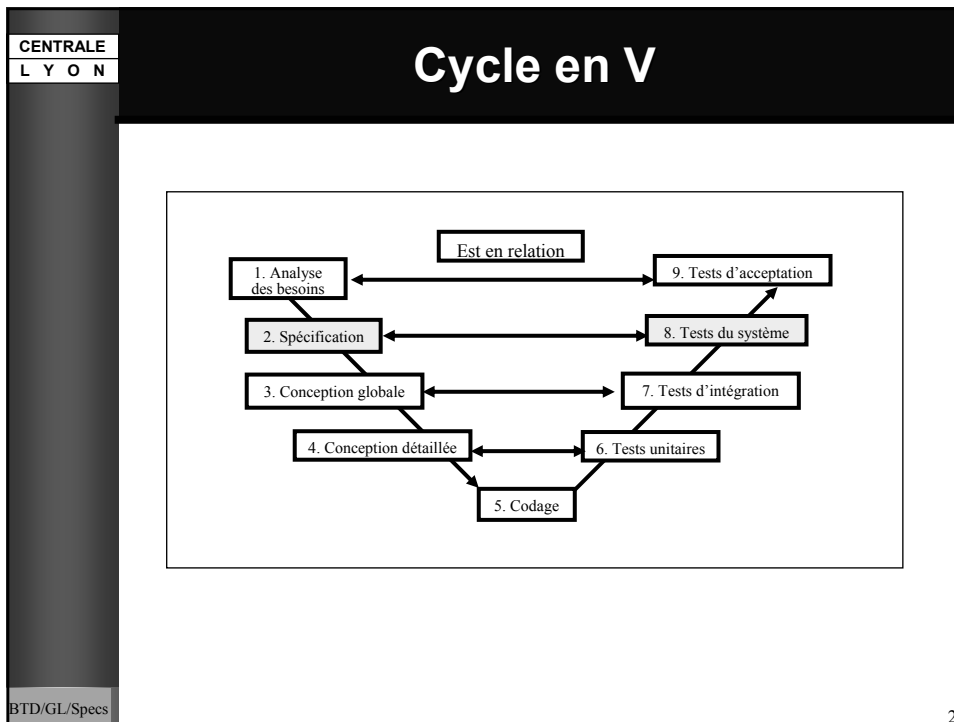 CENTRALE
L Y O N
Cycle en V
Est en relation
1. Analyse
des besoins
9. Tests d'acceptation
2. Spécification
8. Tests du système
3. Conception globale
7. Tests d'intégration
4. Conception détaillée
6. Tests unitaires
5. Codage
BTD/GL/Specs
2